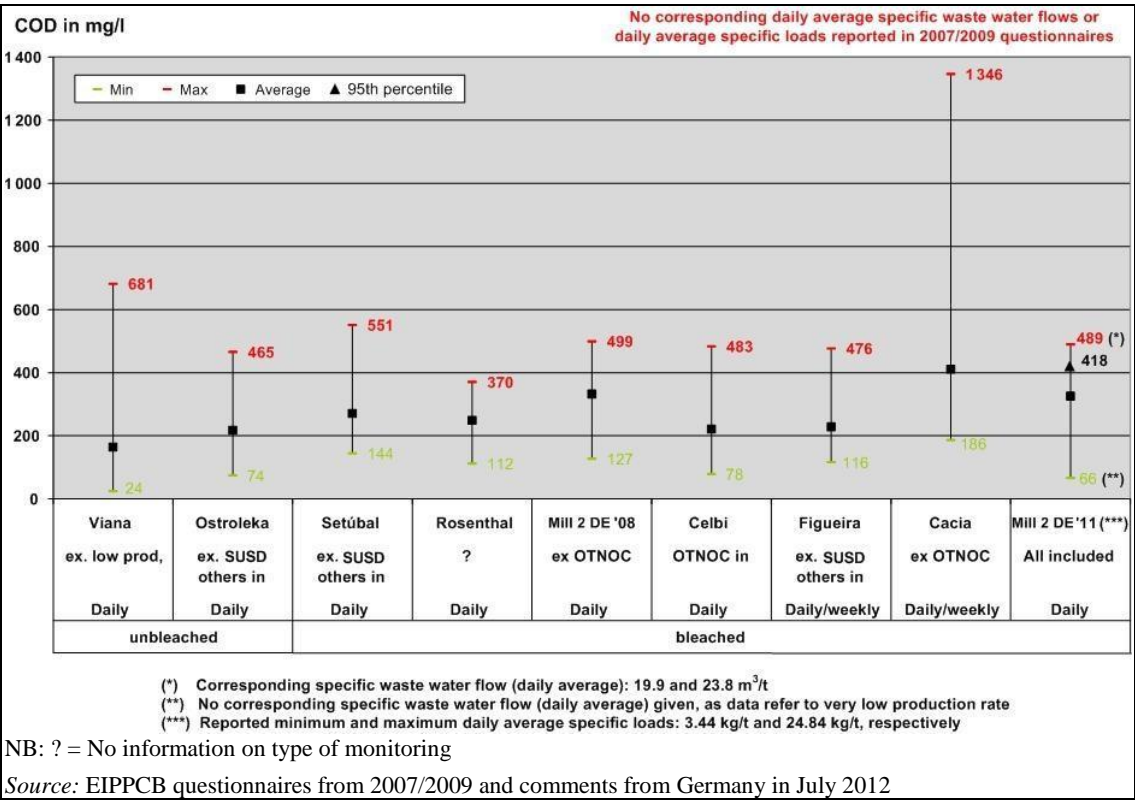 COD in mg/l
No corresponding daily average specific waste water flows or
daily average specific loads reported in 2007/2009 questionnaires
1 400
1 200
1 000
800
600
400
200
0
Min Max Average 95th percentile
681
24
465
74
551
144
370
112
499
127
483
78
476
116
1 346
186
489 (*)
418
66 (**)
Viana
ex. low prod,
Daily
Ostroleka
ex. SUSD
others in
Daily
Setúbal
ex. SUSD
others in
Daily
Rosenthal
?
Daily
Mill 2 DE '08
ex OTNOC
Daily
Celbi
OTNOC in
Daily
Figueira
ex. SUSD
others in
Daily/weekly
Cacia
ex OTNOC
Daily/weekly
Mill 2 DE '11 (***)
All included
Daily
unbleached
bleached
(*) Corresponding specific waste water flow (daily average): 19.9 and 23.8 m³/t
(**) No corresponding specific waste water flow (daily average) given, as data refer to very low production rate
(***) Reported minimum and maximum daily average specific loads: 3.44 kg/t and 24.84 kg/t, respectively
NB: ? = No information on type of monitoring
Source: EIPPCB questionnaires from 2007/2009 and comments from Germany in July 2012